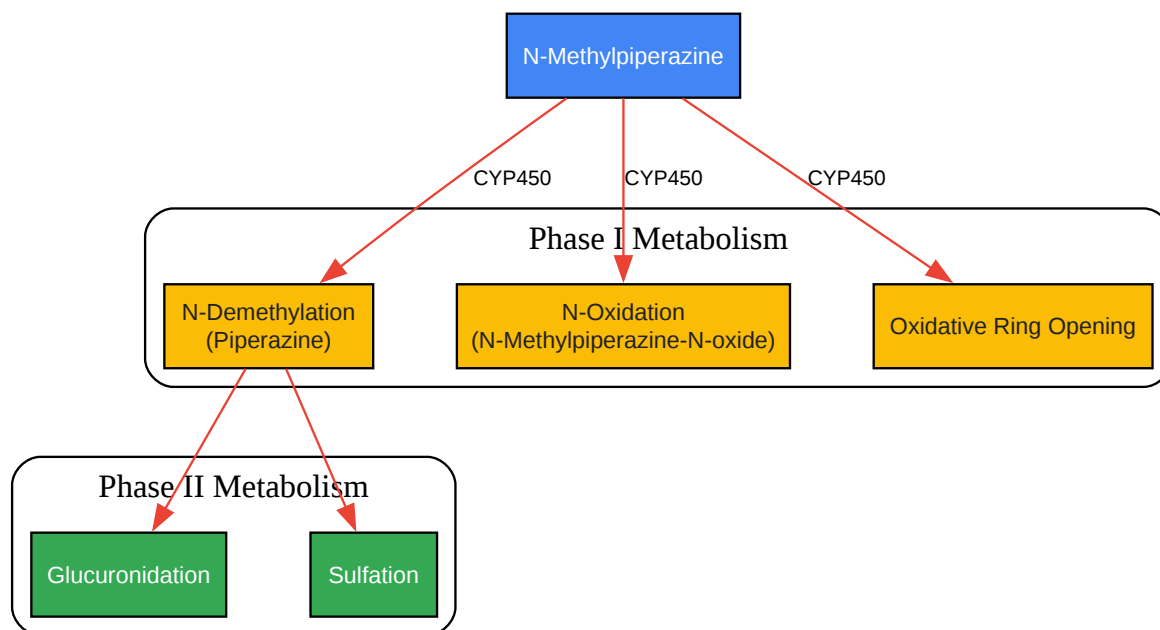 N-Methylpiperazine
CYP450 CYP450 CYP450
Phase I Metabolism
N-Demethylation
(Piperazine)
N-Oxidation
(N-Methylpiperazine-N-oxide)
Oxidative Ring Opening
Phase II Metabolism
Glucuronidation
Sulfation